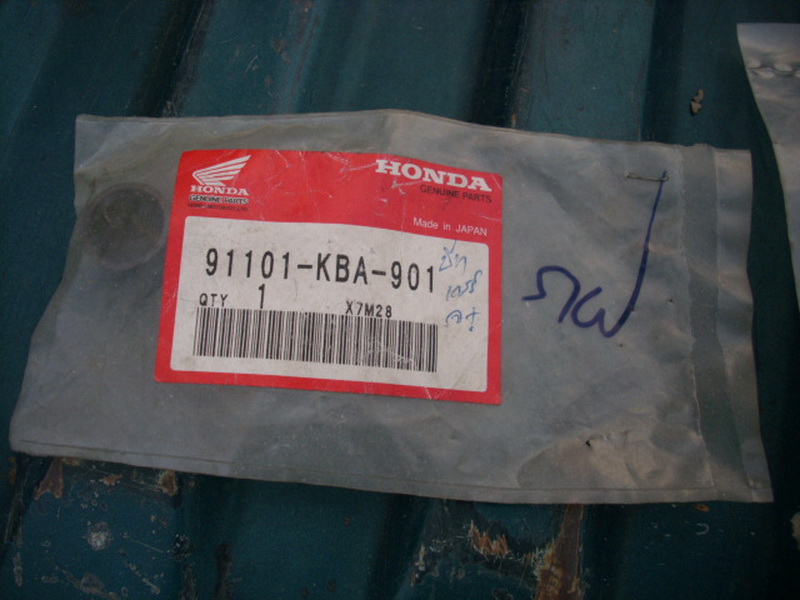 HONDA
GENUINE PARTS
HONDA
GENUINE PARTS
Made in JAPAN
91101-KBA-901
QTY 1 X7M28